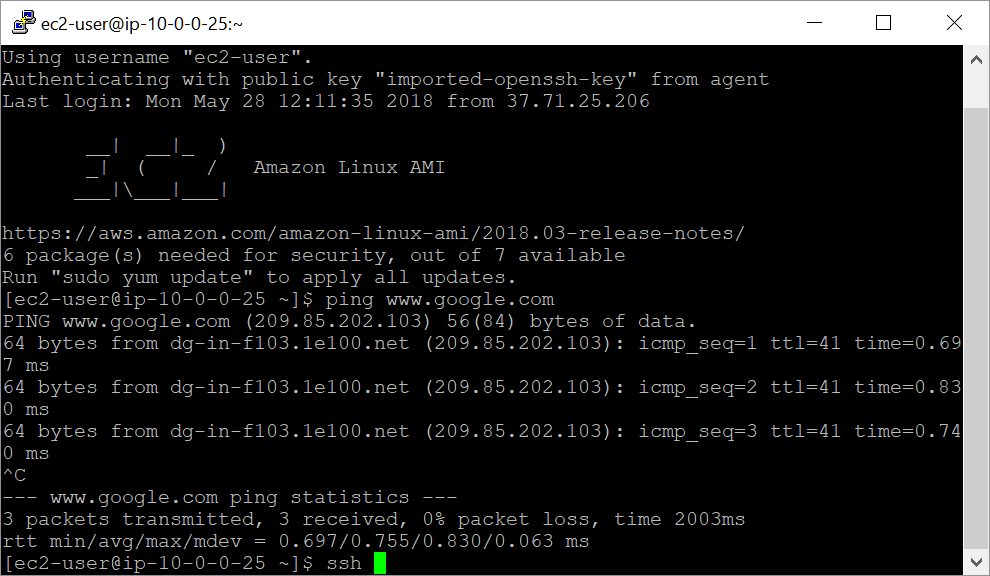 ec2-user@ip-10-0-0-25:~
Using username "ec2-user".
Authenticating with public key "imported-openssh-key" from agent
Last login: Mon May 28 12:11:35 2018 from 37.71.25.206
       __|  __|_  )
       _|  (     /   Amazon Linux AMI
      ___|\___|___|
https://aws.amazon.com/amazon-linux-ami/2018.03-release-notes/
6 package(s) needed for security, out of 7 available
Run "sudo yum update" to apply all updates.
[ec2-user@ip-10-0-0-25 ~]$ ping www.google.com
PING www.google.com (209.85.202.103) 56(84) bytes of data.
64 bytes from dg-in-f103.1e100.net (209.85.202.103): icmp_seq=1 ttl=41 time=0.69
7 ms
64 bytes from dg-in-f103.1e100.net (209.85.202.103): icmp_seq=2 ttl=41 time=0.83
0 ms
64 bytes from dg-in-f103.1e100.net (209.85.202.103): icmp_seq=3 ttl=41 time=0.74
0 ms
^C
--- www.google.com ping statistics ---
3 packets transmitted, 3 received, 0% packet loss, time 2003ms
rtt min/avg/max/mdev = 0.697/0.755/0.830/0.063 ms
[ec2-user@ip-10-0-0-25 ~]$ ssh